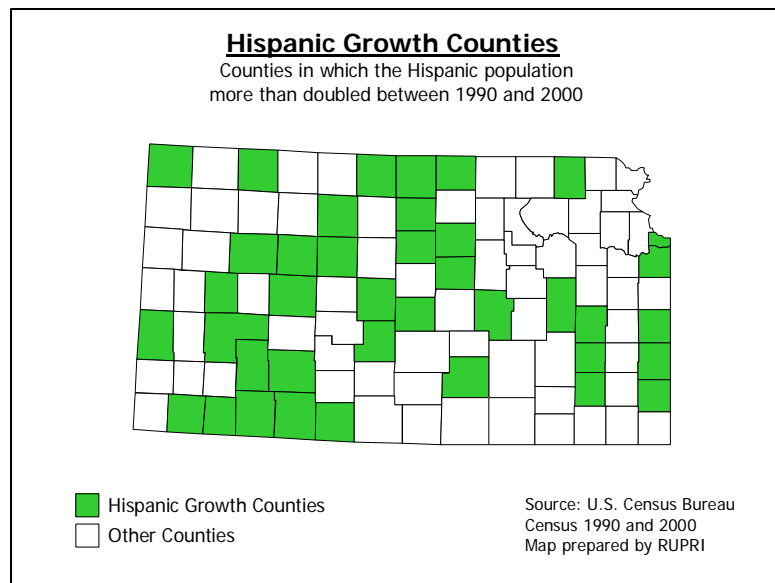 Hispanic Growth Counties
Counties in which the Hispanic population
more than doubled between 1990 and 2000
Hispanic Growth Counties
Other Counties
Source: U.S. Census Bureau
Census 1990 and 2000
Map prepared by RUPRI